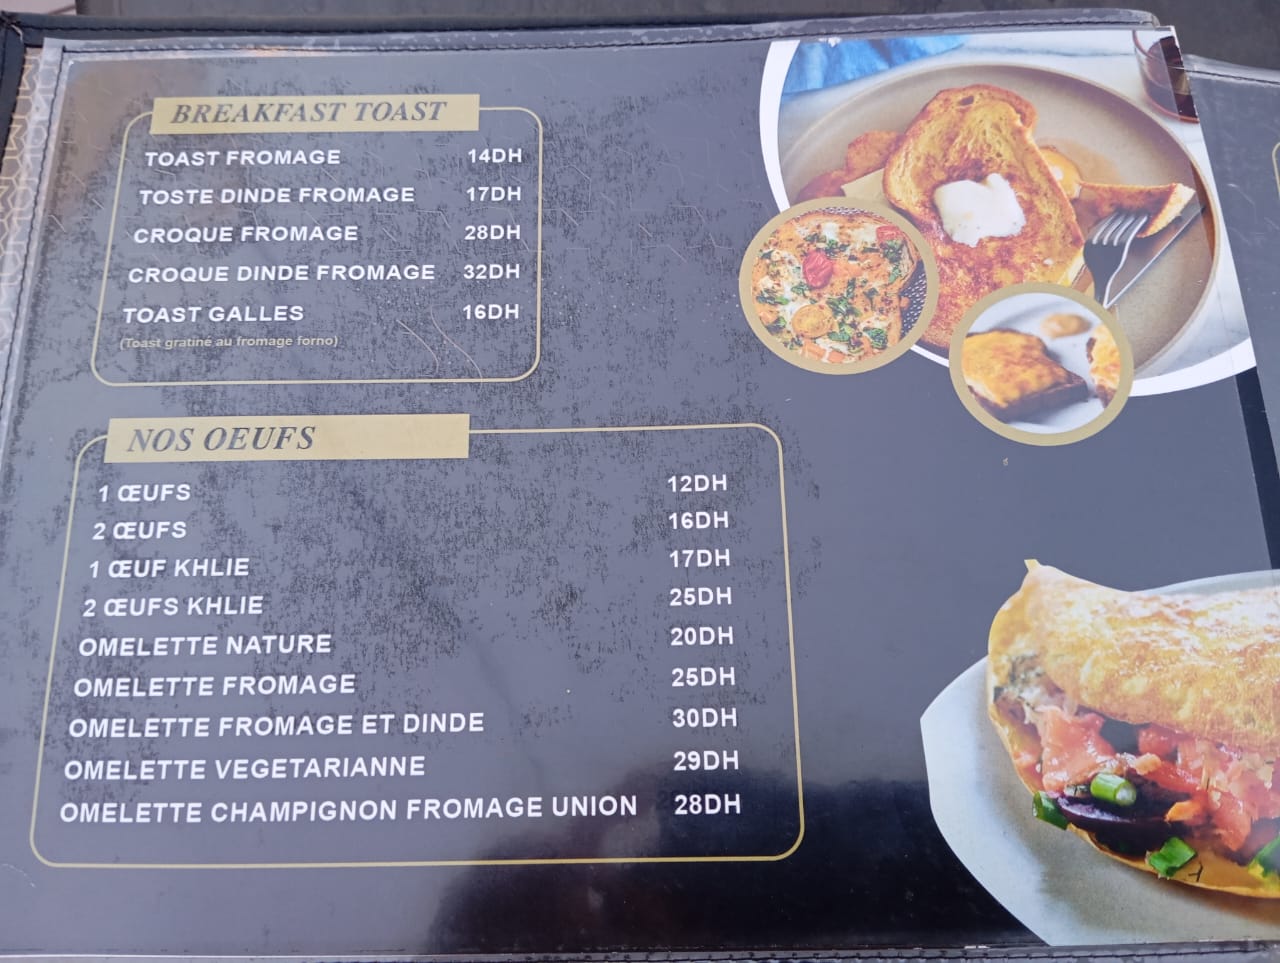 BREAKFAST TOAST
TOAST FROMAGE 14DH
TOSTE DINDE FROMAGE 17DH
CROQUE FROMAGE 28DH
CROQUE DINDE FROMAGE 32DH
TOAST GALLES 16DH
(Toast gratiné au fromage forno)
NOS OEUFS
1 ŒUFS 12DH
2 ŒUFS 16DH
1 ŒUF KHLIE 17DH
2 ŒUFS KHLIE 25DH
OMELETTE NATURE 20DH
OMELETTE FROMAGE 25DH
OMELETTE FROMAGE ET DINDE 30DH
OMELETTE VEGETARIANNE 29DH
OMELETTE CHAMPIGNON FROMAGE UNION 28DH